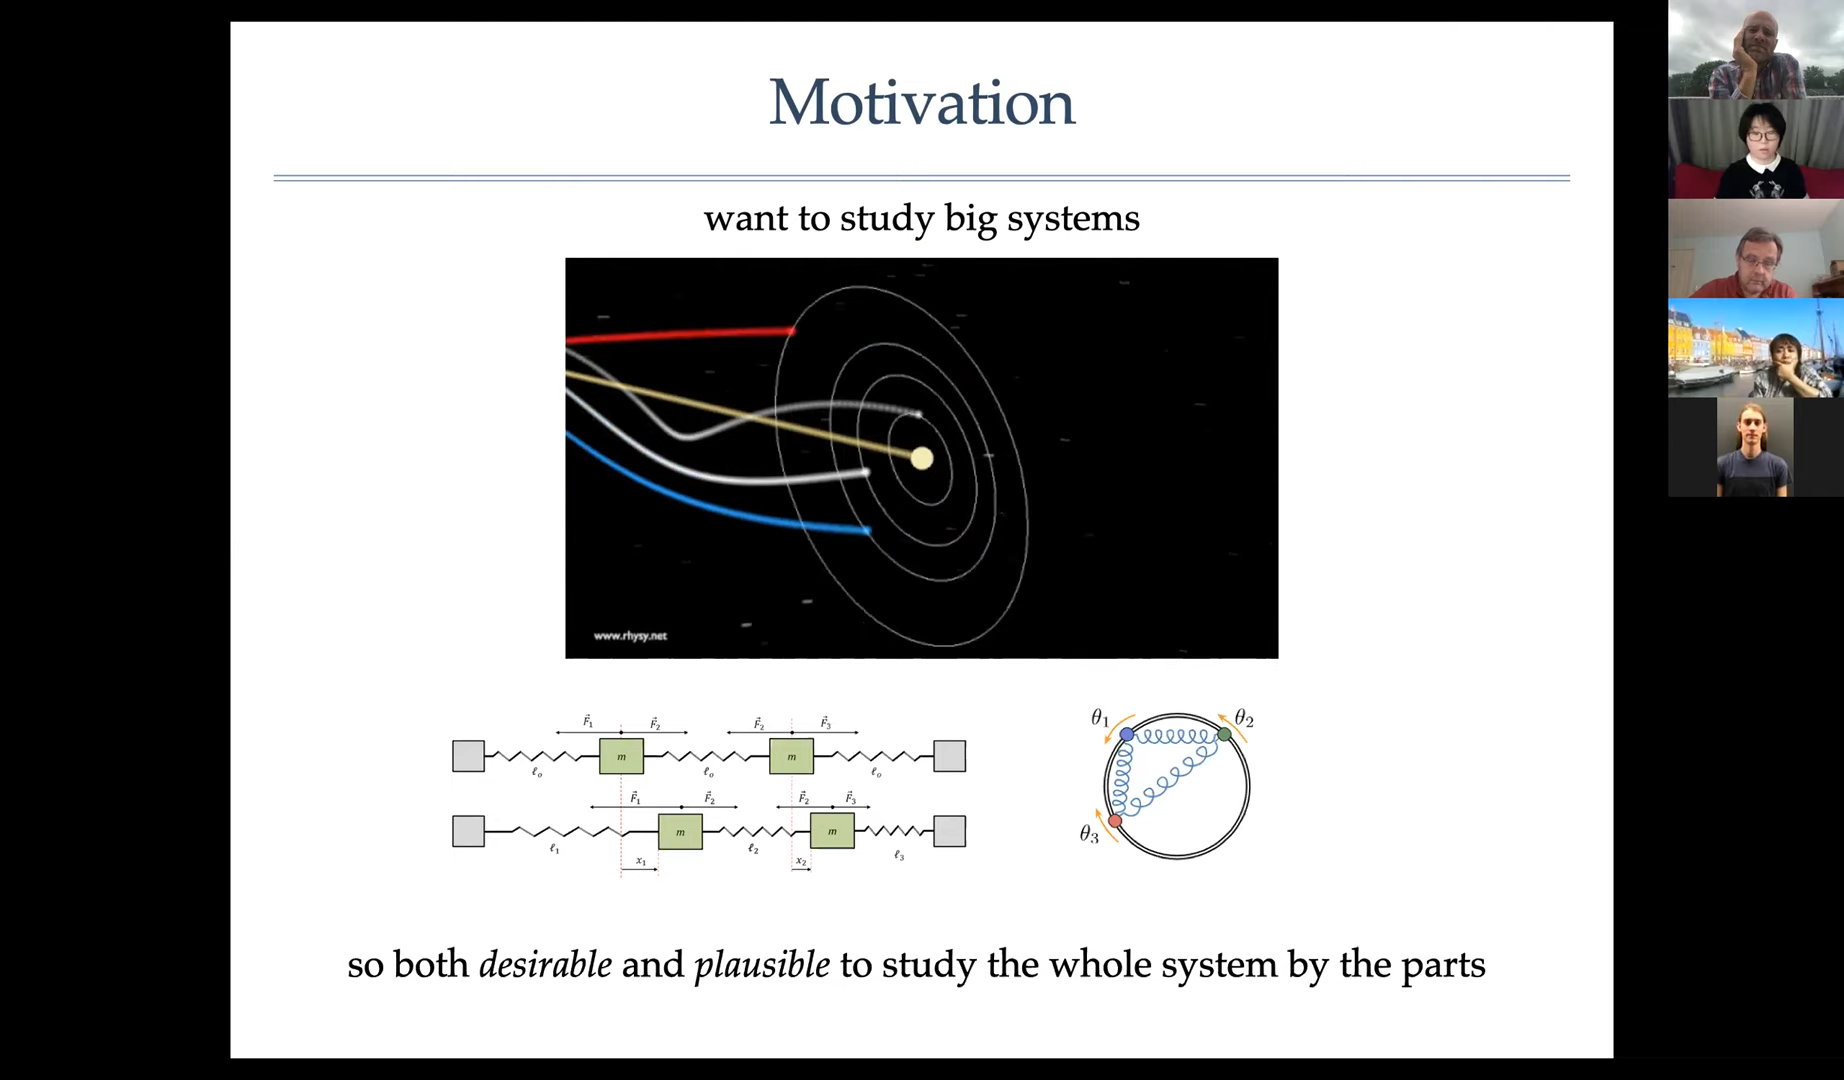 Motivation
want to study big systems
www.rhysy.net
F⃗₁ F⃗₂ F⃗₂ F⃗₃
m m
ℓₒ ℓₒ ℓₒ
F⃗₁ F⃗₂ F⃗₂ F⃗₃
m m
ℓ₁ ℓ₂ ℓ₃
x₁ x₂
θ₁ θ₂
θ₃
so both desirable and plausible to study the whole system by the parts